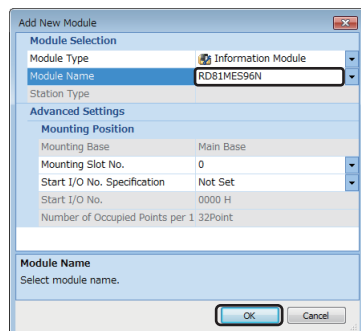 Add New Module
Module Selection
Module Type Information Module
Module Name RD81MES96N
Station Type
Advanced Settings
Mounting Position
Mounting Base Main Base
Mounting Slot No. 0
Start I/O No. Specification Not Set
Start I/O No. 0000 H
Number of Occupied Points per 1 32Point
Module Name
Select module name.
OK Cancel